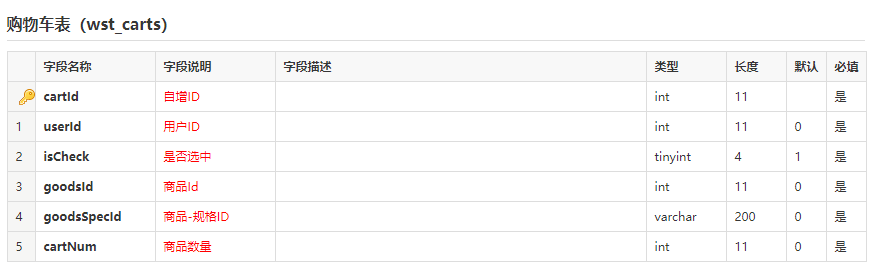 购物车表（wst_carts）
字段名称 字段说明 字段描述 类型 长度 默认 必填
cartId 自增ID int 11 是
1 userId 用户ID int 11 0 是
2 isCheck 是否选中 tinyint 4 1 是
3 goodsId 商品Id int 11 0 是
4 goodsSpecId 商品-规格ID varchar 200 0 是
5 cartNum 商品数量 int 11 0 是